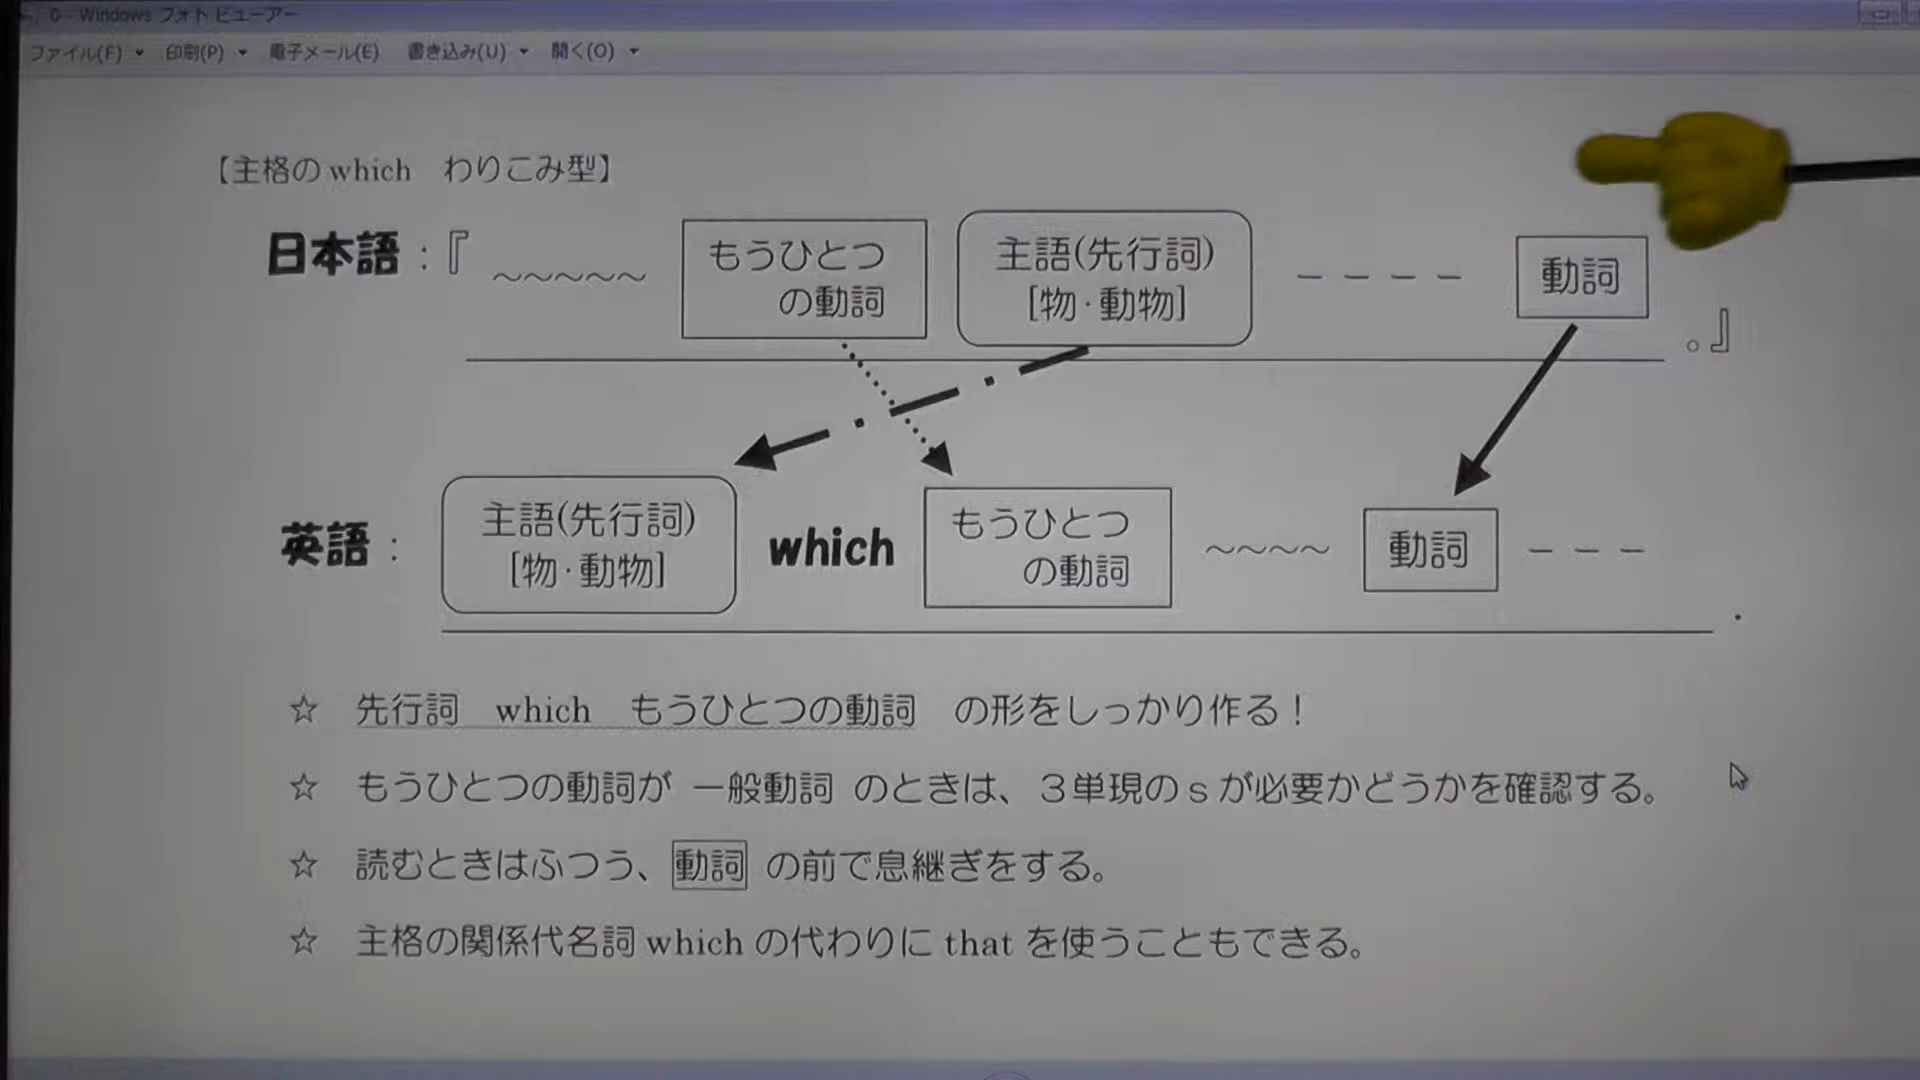 0 - Windows フォト ビューアー
ファイル(F) 印刷(P) 電子メール(E) 書き込み(U) 開く(O)
【主格の which わりこみ型】
日本語：『 ～～～～～ もうひとつの動詞 主語(先行詞)[物・動物] － － － － 動詞 。』
英語： 主語(先行詞)[物・動物] which もうひとつの動詞 ～～～～ 動詞 － － － .
☆ 先行詞 which もうひとつの動詞 の形をしっかり作る！
☆ もうひとつの動詞が 一般動詞 のときは、３単現のｓが必要かどうかを確認する。
☆ 読むときはふつう、動詞 の前で息継ぎをする。
☆ 主格の関係代名詞 which の代わりに that を使うこともできる。